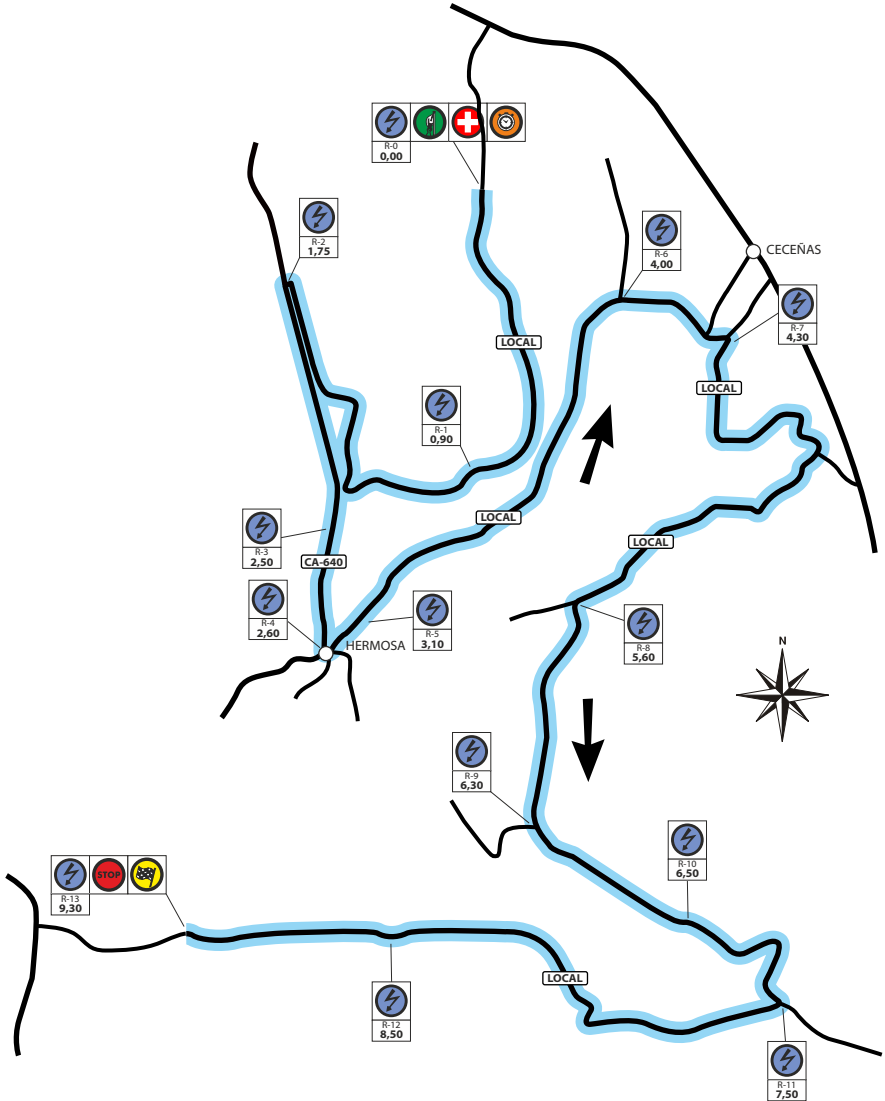 R-0
0,00
R-2
1,75
R-6
4,00
CECEÑAS
R-7
4,30
LOCAL
LOCAL
R-1
0,90
LOCAL
R-3
2,50
LOCAL
CA-640
R-4
2,60
R-5
3,10
HERMOSA
R-8
5,60
N
R-9
6,30
R-10
6,50
STOP
R-13
9,30
LOCAL
R-12
8,50
R-11
7,50